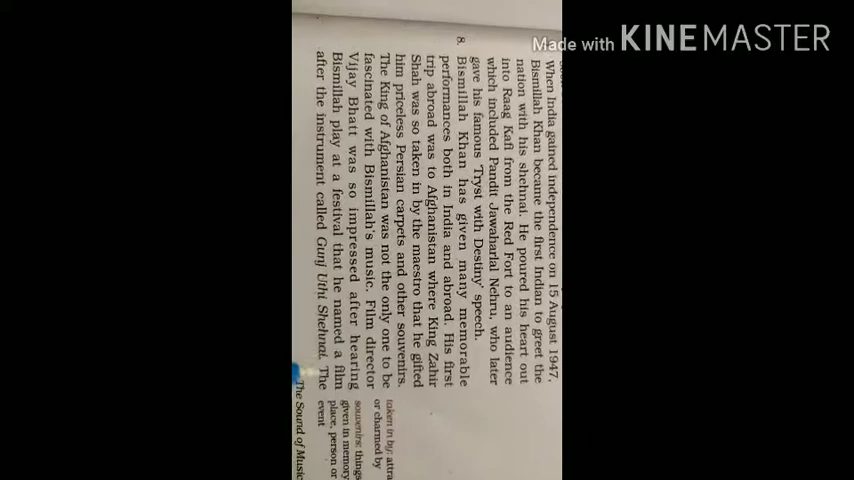 Made with KINEMASTER
When India gained independence on 15 August 1947,
Bismillah Khan became the first Indian to greet the
nation with his shehnai. He poured his heart out
into Raag Kafi from the Red Fort to an audience
which included Pandit Jawaharlal Nehru, who later
gave his famous 'Tryst with Destiny' speech.
8. Bismillah Khan has given many memorable
performances both in India and abroad. His first
trip abroad was to Afghanistan where King Zahir
Shah was so taken in by the maestro that he gifted
him priceless Persian carpets and other souvenirs.
The King of Afghanistan was not the only one to be
fascinated with Bismillah's music. Film director
Vijay Bhatt was so impressed after hearing
Bismillah play at a festival that he named a film
after the instrument called Gunj Uthi Shehnai. The
taken in by: attra
or charmed by
souvenirs: things
given in memory
place, person or
event
The Sound of Music